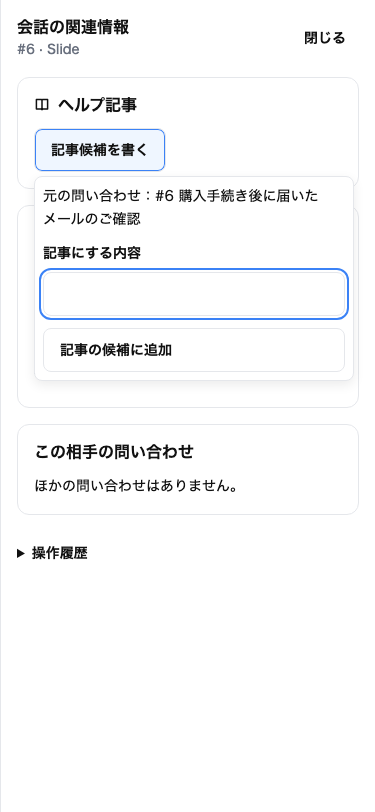 会話の関連情報
閉じる
#6 · Slide
ヘルプ記事
記事候補を書く
元の問い合わせ：#6 購入手続き後に届いた
メールのご確認
記事にする内容
記事の候補に追加
この相手の問い合わせ
ほかの問い合わせはありません。
操作履歴